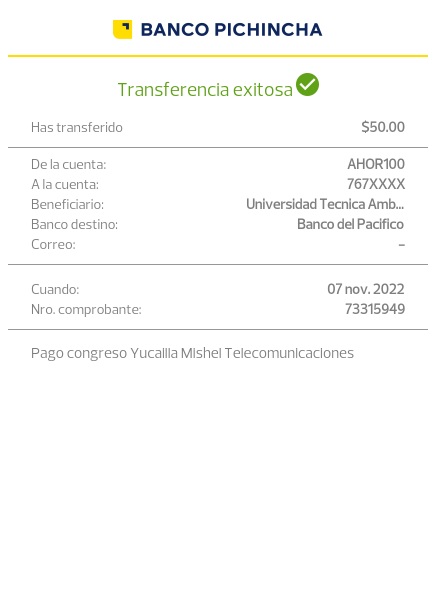 BANCO PICHINCHA
Transferencia exitosa
Has transferido $50.00
De la cuenta: AHOR100
A la cuenta: 767XXXX
Beneficiario: Universidad Tecnica Amb...
Banco destino: Banco del Pacifico
Correo: –
Cuando: 07 nov. 2022
Nro. comprobante: 73315949
Pago congreso Yucailla Mishel Telecomunicaciones